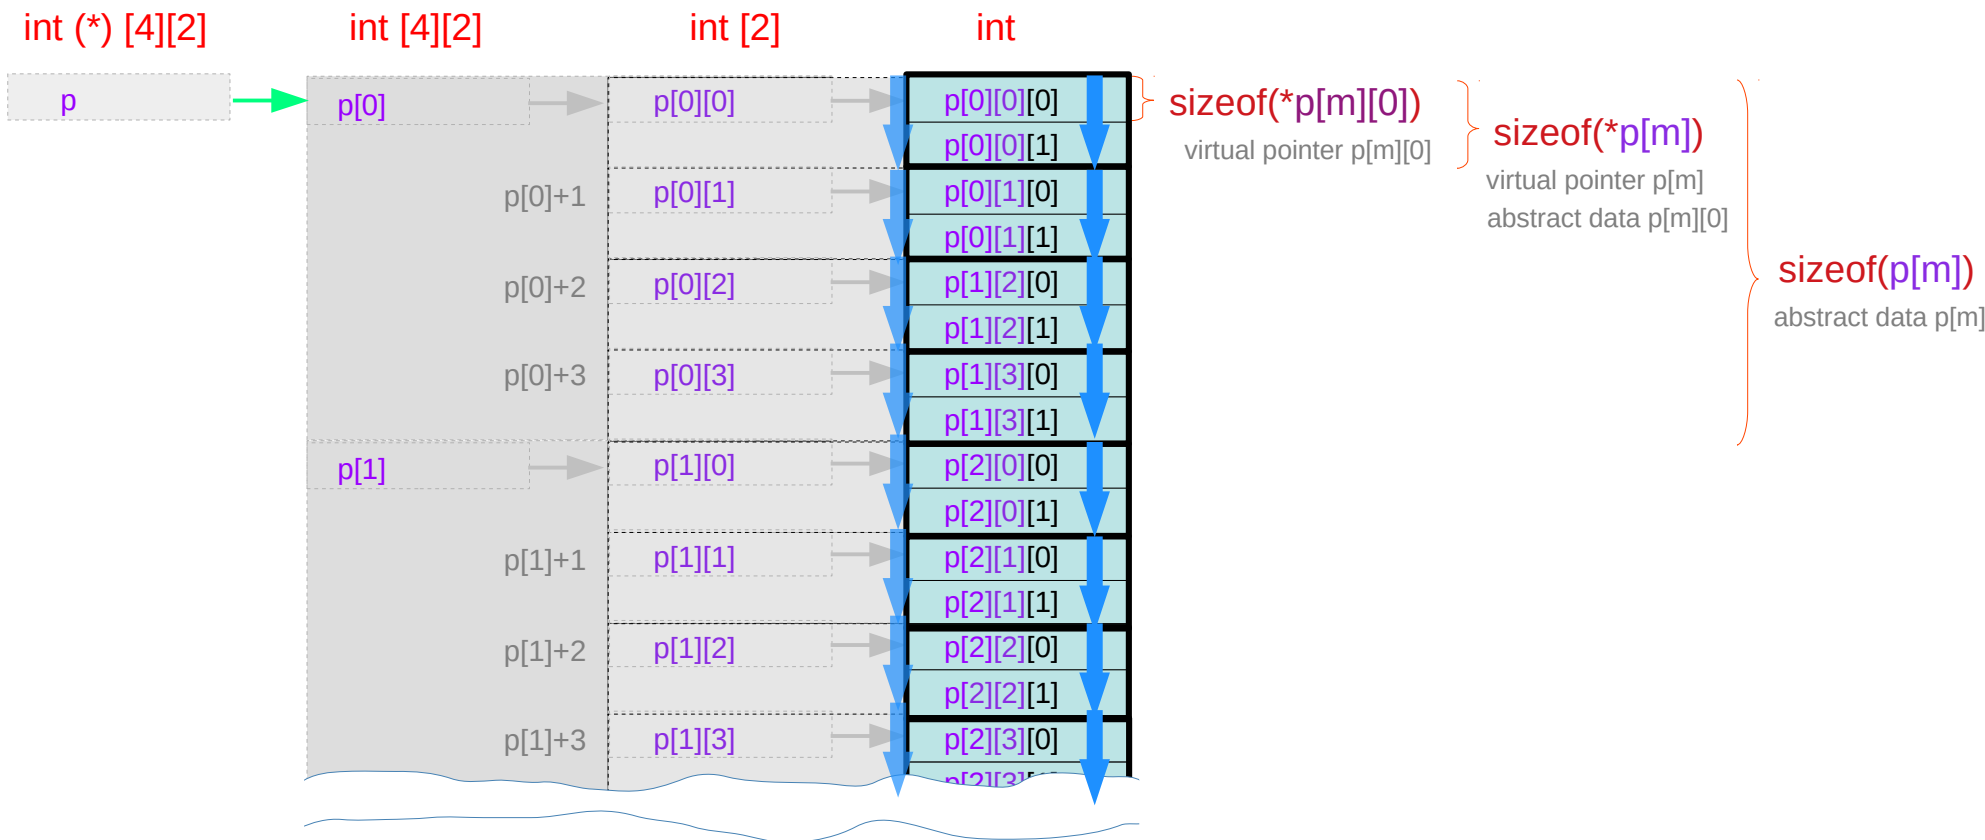 int (*) [4][2] int [4][2] int [2] int
p p[0] p[0][0] p[0][0][0] sizeof(*p[m][0])
p[0][0][1] virtual pointer p[m][0] sizeof(*p[m])
p[0]+1 p[0][1] p[0][1][0] virtual pointer p[m]
p[0][1][1] abstract data p[m][0]
p[0]+2 p[0][2] p[1][2][0] sizeof(p[m])
p[1][2][1] abstract data p[m]
p[0]+3 p[0][3] p[1][3][0]
p[1][3][1]
p[1] p[1][0] p[2][0][0]
p[2][0][1]
p[1]+1 p[1][1] p[2][1][0]
p[2][1][1]
p[1]+2 p[1][2] p[2][2][0]
p[2][2][1]
p[1]+3 p[1][3] p[2][3][0]